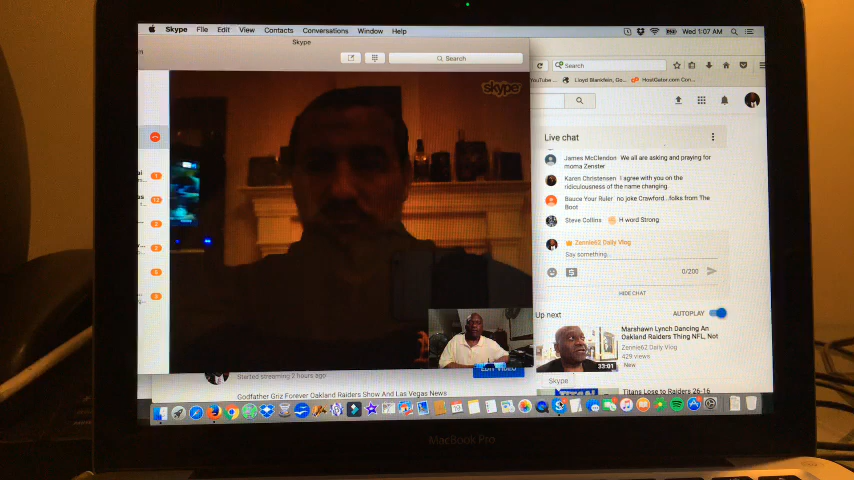 Skype File Edit View Contacts Conversations Window Help
Wed 1:07 AM
Skype
Search
Search
skype
YouTube ...
Lloyd Blankfein, Go...
HostGator.com Con...
Live chat
James McClendon We all are asking and praying for
moma Zenster
Karen Christensen I agree with you on the
ridiculousness of the name changing.
Bauce Your Ruler no joke Crawford...folks from The
Boot
Steve Collins H word Strong
Zennie62 Daily Vlog
Say something...
0/200
HIDE CHAT
Up next
AUTOPLAY
Marshawn Lynch Dancing An
Oakland Raiders Thing NFL, Not
Zennie62 Daily Vlog
429 views
New
33:01
Skype
Titans Lose to Raiders 26-16
Started streaming 2 hours ago
EDIT VIDEO
Godfather Griz Forever Oakland Raiders Show And Las Vegas News
MacBook Pro